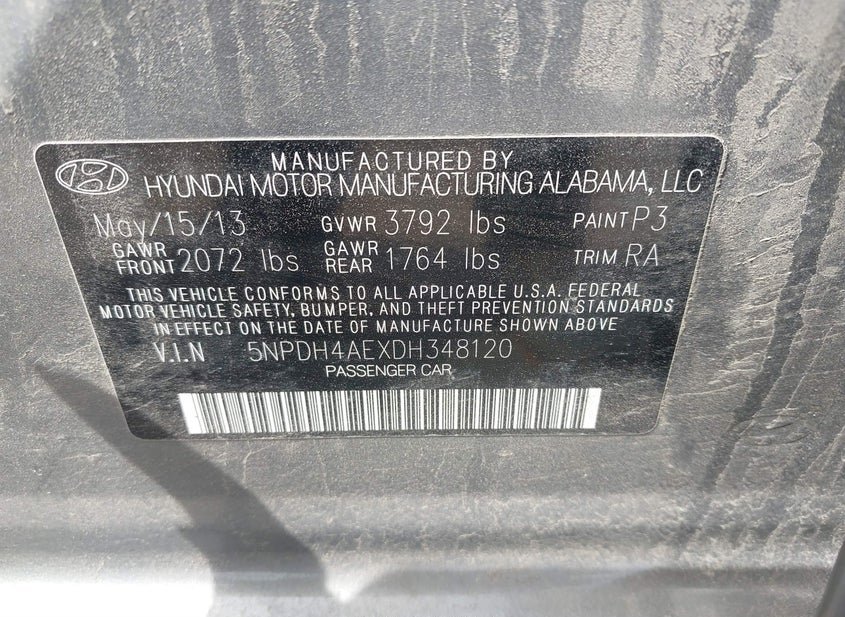 MANUFACTURED BY
HYUNDAI MOTOR MANUFACTURING ALABAMA, LLC
May/15/13 GVWR 3792 lbs PAINT P3
GAWR FRONT 2072 lbs GAWR REAR 1764 lbs TRIM RA
THIS VEHICLE CONFORMS TO ALL APPLICABLE U.S.A. FEDERAL
MOTOR VEHICLE SAFETY, BUMPER, AND THEFT PREVENTION STANDARDS
IN EFFECT ON THE DATE OF MANUFACTURE SHOWN ABOVE
V.I.N 5NPDH4AEXDH348120
PASSENGER CAR